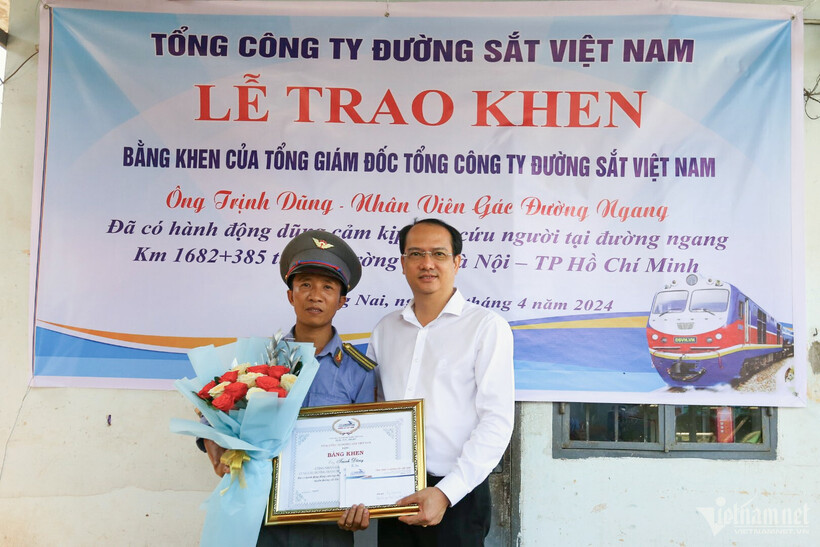 TỔNG CÔNG TY ĐƯỜNG SẮT VIỆT NAM
LỄ TRAO KHEN
BẰNG KHEN CỦA TỔNG GIÁM ĐỐC TỔNG CÔNG TY ĐƯỜNG SẮT VIỆT NAM
Ông Trịnh Dũng - Nhân Viên Gác Đường Ngang
Đã có hành động dũng cảm kịp cứu người tại đường ngang
Km 1682+385 Nội – TP Hồ Chí Minh
Nai, tháng 4 năm 2024
BẰNG KHEN
vietnamnet